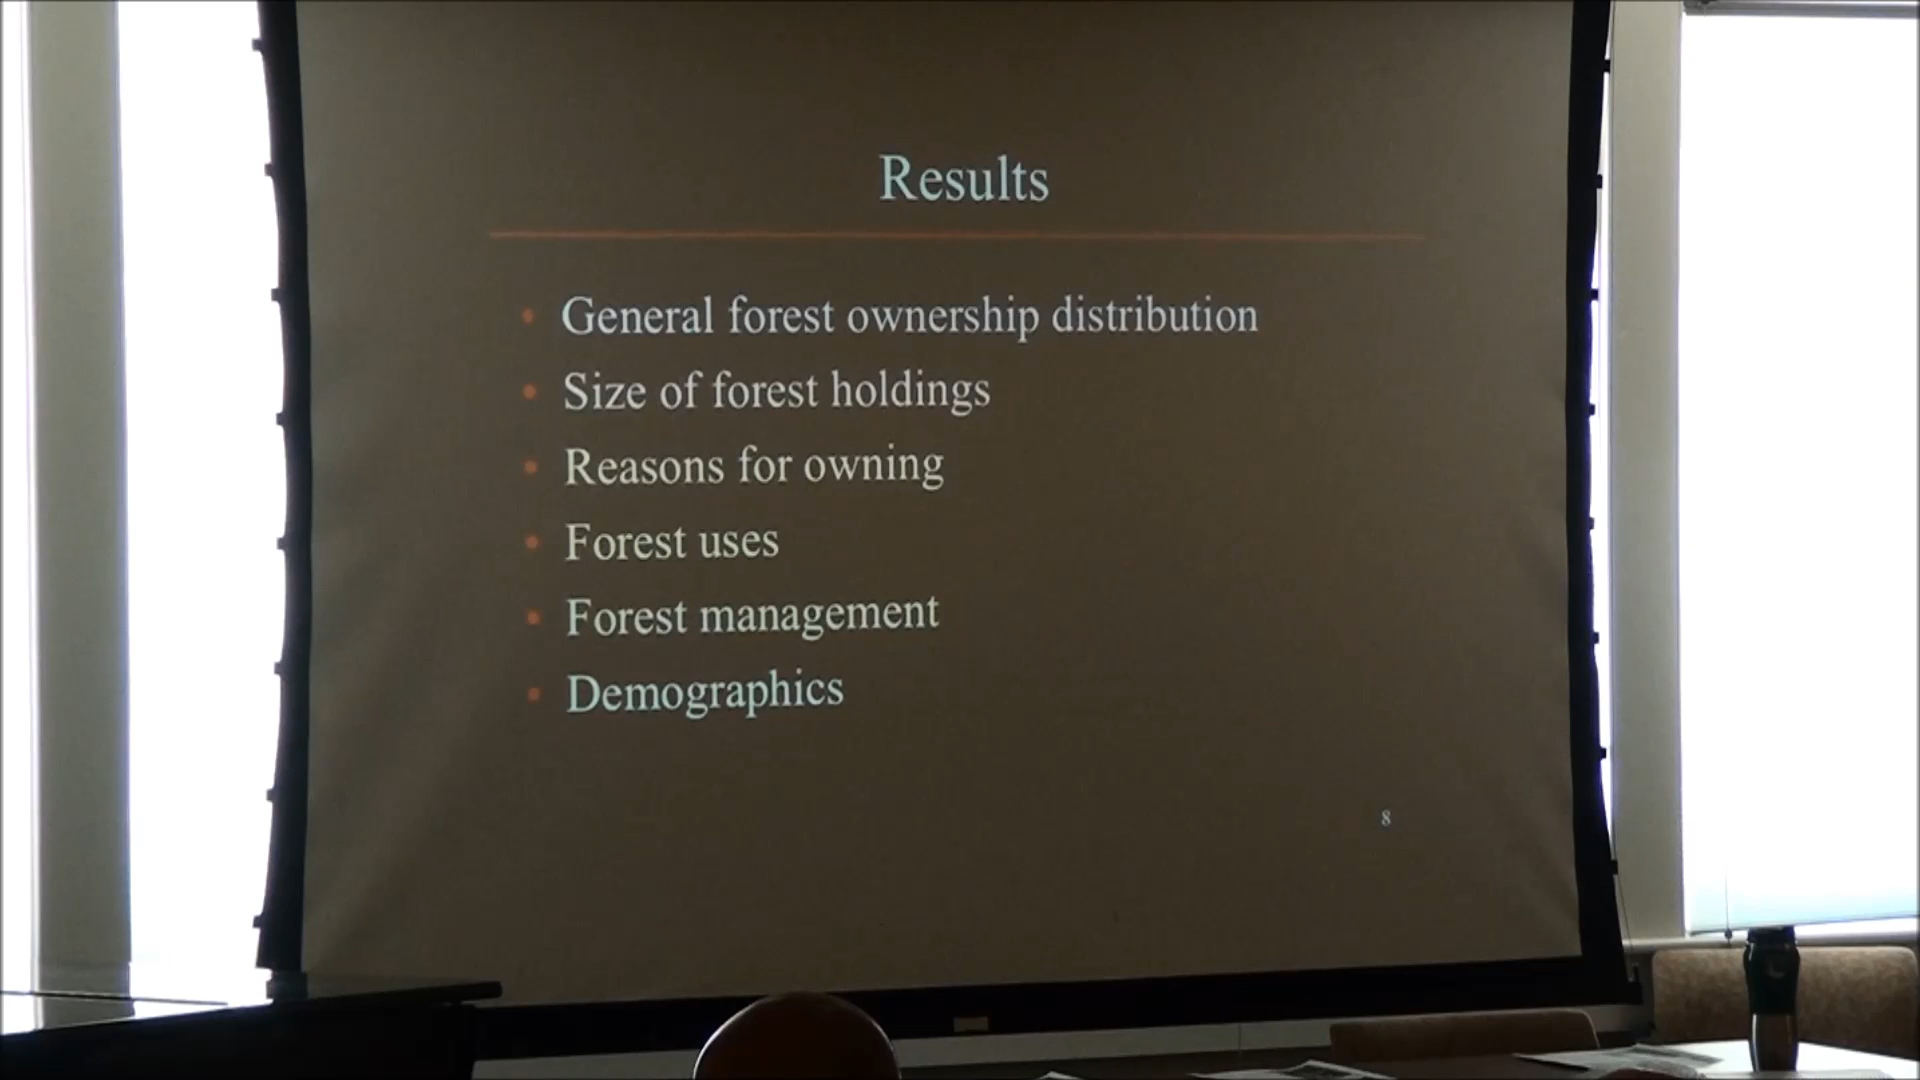 Results
• General forest ownership distribution
• Size of forest holdings
• Reasons for owning
• Forest uses
• Forest management
• Demographics
8